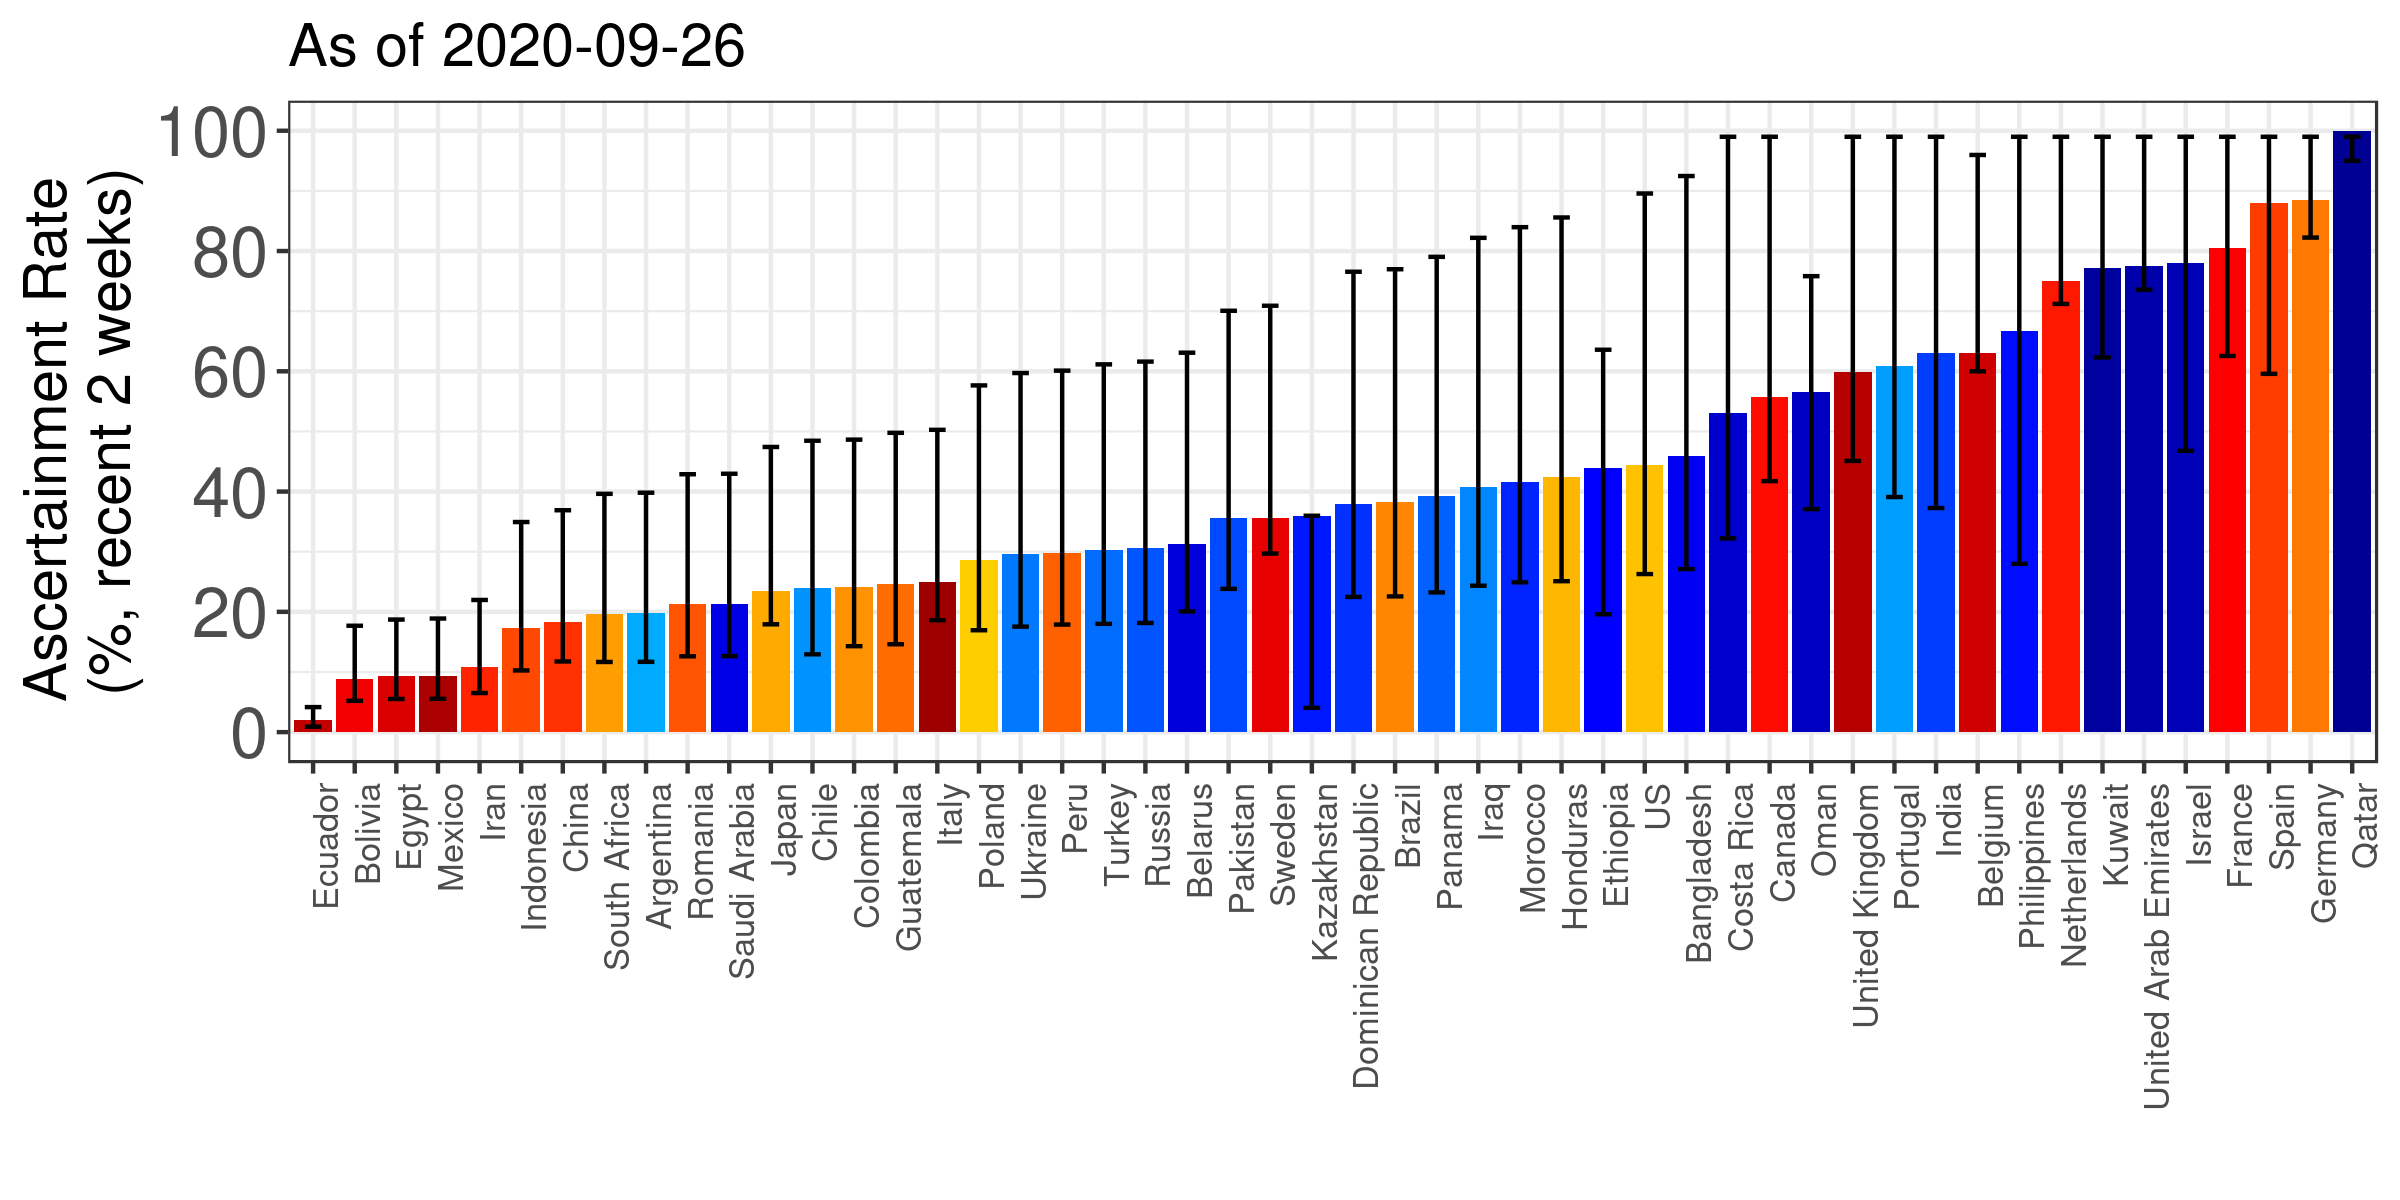 As of 2020-09-26
Ascertainment Rate
(%, recent 2 weeks)
100
80
60
40
20
0
Ecuador
Bolivia
Egypt
Mexico
Iran
Indonesia
China
South Africa
Argentina
Romania
Saudi Arabia
Japan
Chile
Colombia
Guatemala
Italy
Poland
Ukraine
Peru
Turkey
Russia
Belarus
Pakistan
Sweden
Kazakhstan
Dominican Republic
Brazil
Panama
Iraq
Morocco
Honduras
Ethiopia
US
Bangladesh
Costa Rica
Canada
Oman
United Kingdom
Portugal
India
Belgium
Philippines
Netherlands
Kuwait
United Arab Emirates
Israel
France
Spain
Germany
Qatar